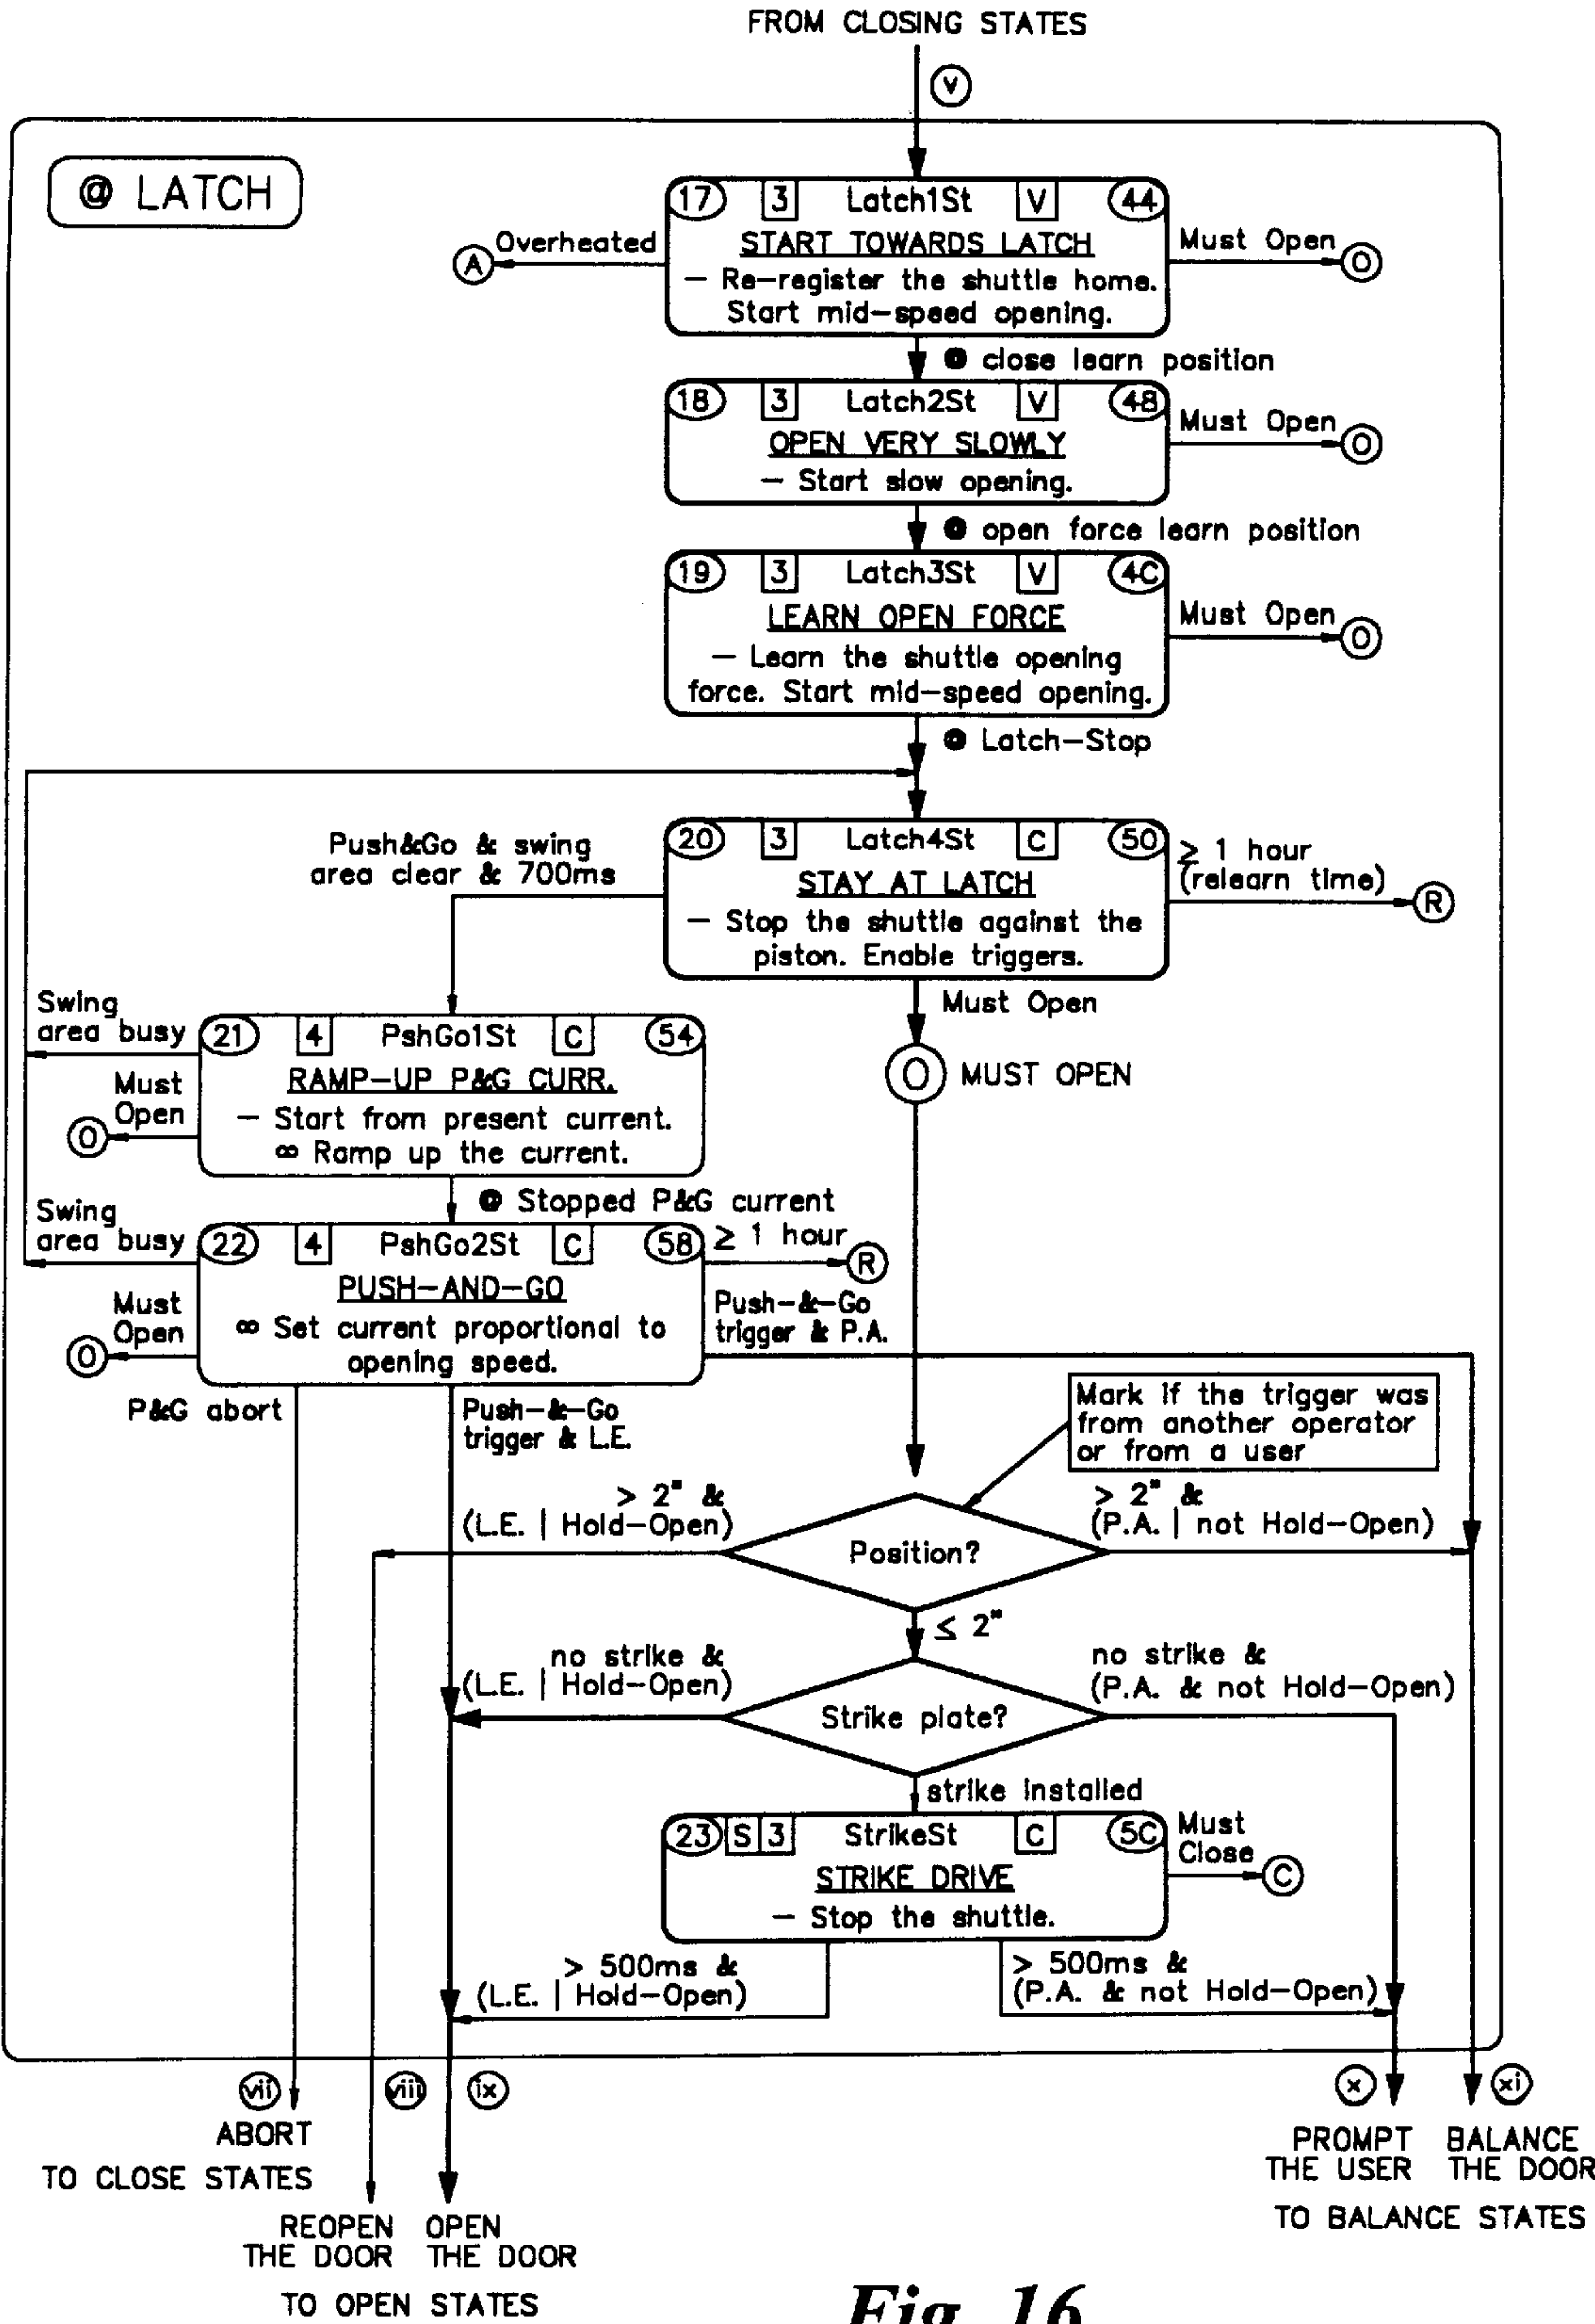 FROM CLOSING STATES
v
@ LATCH
17 3 Latch1St V 44
START TOWARDS LATCH
— Re-register the shuttle home.
Start mid-speed opening.
Overheated
A
Must Open
O
@ close learn position
18 3 Latch2St V 48
OPEN VERY SLOWLY
— Start slow opening.
Must Open
O
@ open force learn position
19 3 Latch3St V 4C
LEARN OPEN FORCE
— Learn the shuttle opening
force. Start mid-speed opening.
Must Open
O
@ Latch-Stop
20 3 Latch4St C 50
STAY AT LATCH
— Stop the shuttle against the
piston. Enable triggers.
Push&Go & swing
area clear & 700ms
≥ 1 hour
(relearn time)
R
Must Open
O MUST OPEN
Swing
area busy
21 4 PshGo1St C 54
RAMP-UP P&G CURR.
— Start from present current.
∞ Ramp up the current.
Must
Open
O
@ Stopped P&G current
Swing
area busy
22 4 PshGo2St C 58
PUSH-AND-GO
∞ Set current proportional to
opening speed.
≥ 1 hour
R
Must
Open
O
Push-&-Go
trigger & P.A.
P&G abort
Push-&-Go
trigger & L.E.
Mark if the trigger was
from another operator
or from a user
> 2" &
(L.E. | Hold-Open)
Position?
> 2" &
(P.A. | not Hold-Open)
≤ 2"
no strike &
(L.E. | Hold-Open)
Strike plate?
no strike &
(P.A. & not Hold-Open)
strike installed
23 S 3 StrikeSt C 5C
STRIKE DRIVE
— Stop the shuttle.
Must
Close
C
> 500ms &
(L.E. | Hold-Open)
> 500ms &
(P.A. & not Hold-Open)
vii
viii
ix
x
xi
ABORT
TO CLOSE STATES
REOPEN
THE DOOR
OPEN
THE DOOR
TO OPEN STATES
PROMPT
THE USER
BALANCE
THE DOOR
TO BALANCE STATES
Fig. 16